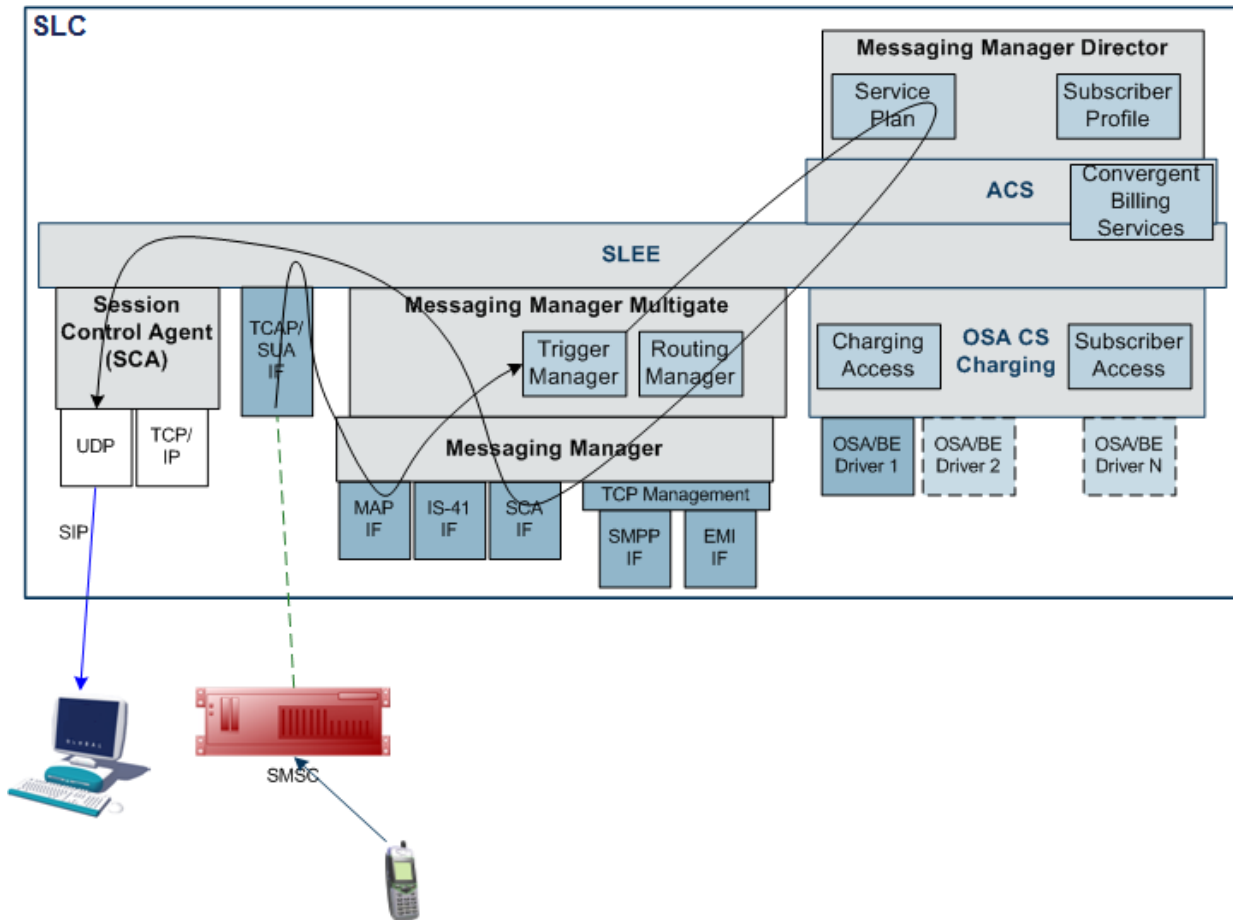 SLC
Messaging Manager Director
Service
Plan
Subscriber
Profile
ACS
Convergent
Billing
Services
SLEE
Session
Control Agent
(SCA)
TCAP/
SUA
IF
Messaging Manager Multigate
Trigger
Manager
Routing
Manager
Charging
Access
OSA CS
Charging
Subscriber
Access
UDP
TCP/
IP
Messaging Manager
OSA/BE
Driver 1
OSA/BE
Driver 2
OSA/BE
Driver N
MAP
IF
IS-41
IF
SCA
IF
TCP Management
SMPP
IF
EMI
IF
SIP
GLOBAL
SMSC